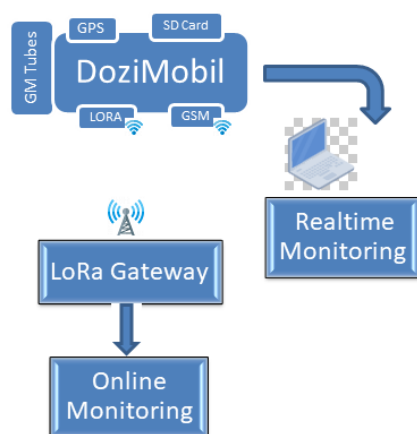 GPS
SD Card
GM Tubes
DoziMobil
LORA
GSM
Realtime
Monitoring
LoRa Gateway
Online
Monitoring